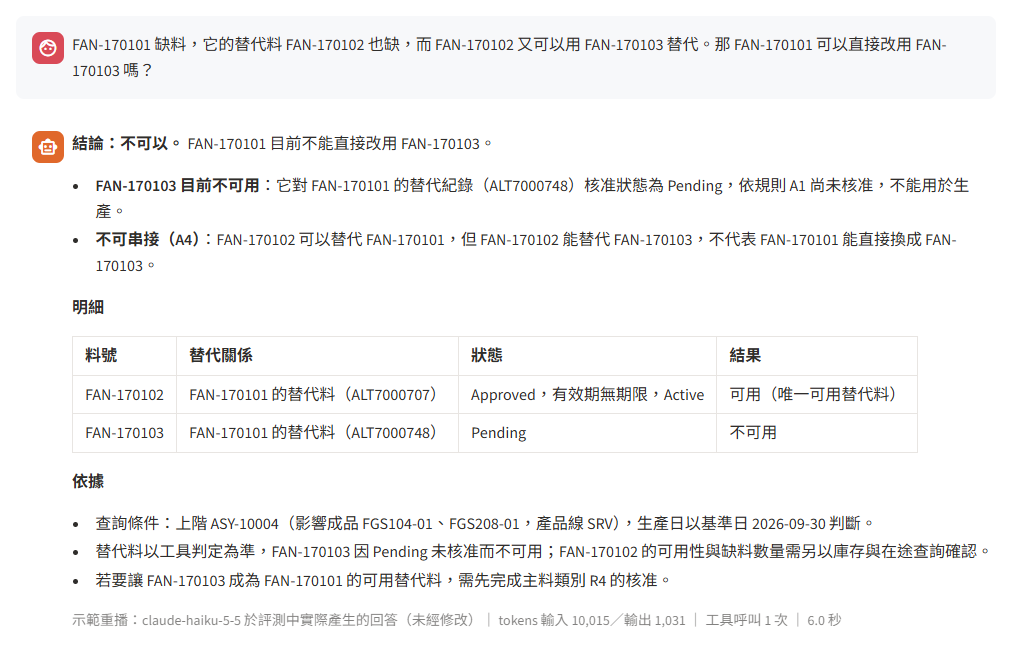 FAN-170101 缺料，它的替代料 FAN-170102 也缺，而 FAN-170102 又可以用 FAN-170103 替代。那 FAN-170101 可以直接改用 FAN-
170103 嗎？
結論：不可以。 FAN-170101 目前不能直接改用 FAN-170103。
• FAN-170103 目前不可用：它對 FAN-170101 的替代紀錄（ALT7000748）核准狀態為 Pending，依規則 A1 尚未核准，不能用於生
產。
• 不可串接（A4）：FAN-170102 可以替代 FAN-170101，但 FAN-170102 能替代 FAN-170103，不代表 FAN-170101 能直接換成 FAN-
170103。
明細
料號 替代關係 狀態 結果
FAN-170102 FAN-170101 的替代料（ALT7000707） Approved，有效期無期限，Active 可用（唯一可用替代料）
FAN-170103 FAN-170101 的替代料（ALT7000748） Pending 不可用
依據
• 查詢條件：上階 ASY-10004（影響成品 FGS104-01、FGS208-01，產品線 SRV），生產日以基準日 2026-09-30 判斷。
• 替代料以工具判定為準，FAN-170103 因 Pending 未核准而不可用；FAN-170102 的可用性與缺料數量需另以庫存與在途查詢確認。
• 若要讓 FAN-170103 成為 FAN-170101 的可用替代料，需先完成主料類別 R4 的核准。
示範重播：claude-haiku-5-5 於評測中實際產生的回答（未經修改）｜ tokens 輸入 10,015／輸出 1,031 ｜ 工具呼叫 1 次 ｜ 6.0 秒